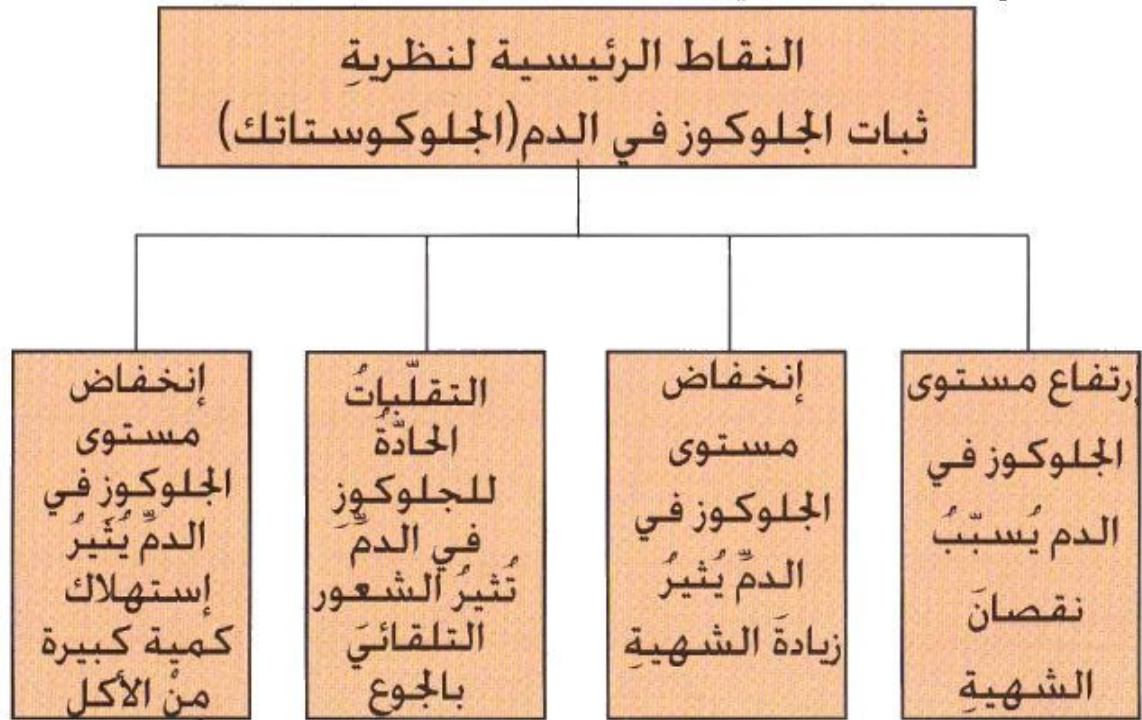 النقاط الرئيسية لنظريةِ
ثبات الجلوكوز في الدم(الجلوكوستاتك)
إرتفاع مستوى
الجلوكوز في
الدم يُسبّبُ
نقصانَ
الشهيةِ
إنخفاض
مستوى
الجلوكوز في
الدمِّ يُثيرُ
زيادةَ الشهيةِ
التقلّباتُ
الحادّةُ
للجلوكوزِ
في الدمِّ
تُثيرُ الشعور
التلقائيَ
بالجوع
إنخفاض
مستوى
الجلوكوز في
الدمِّ يُثَيرُ
إستهلاك
كمية كبيرة
منْ الأكل